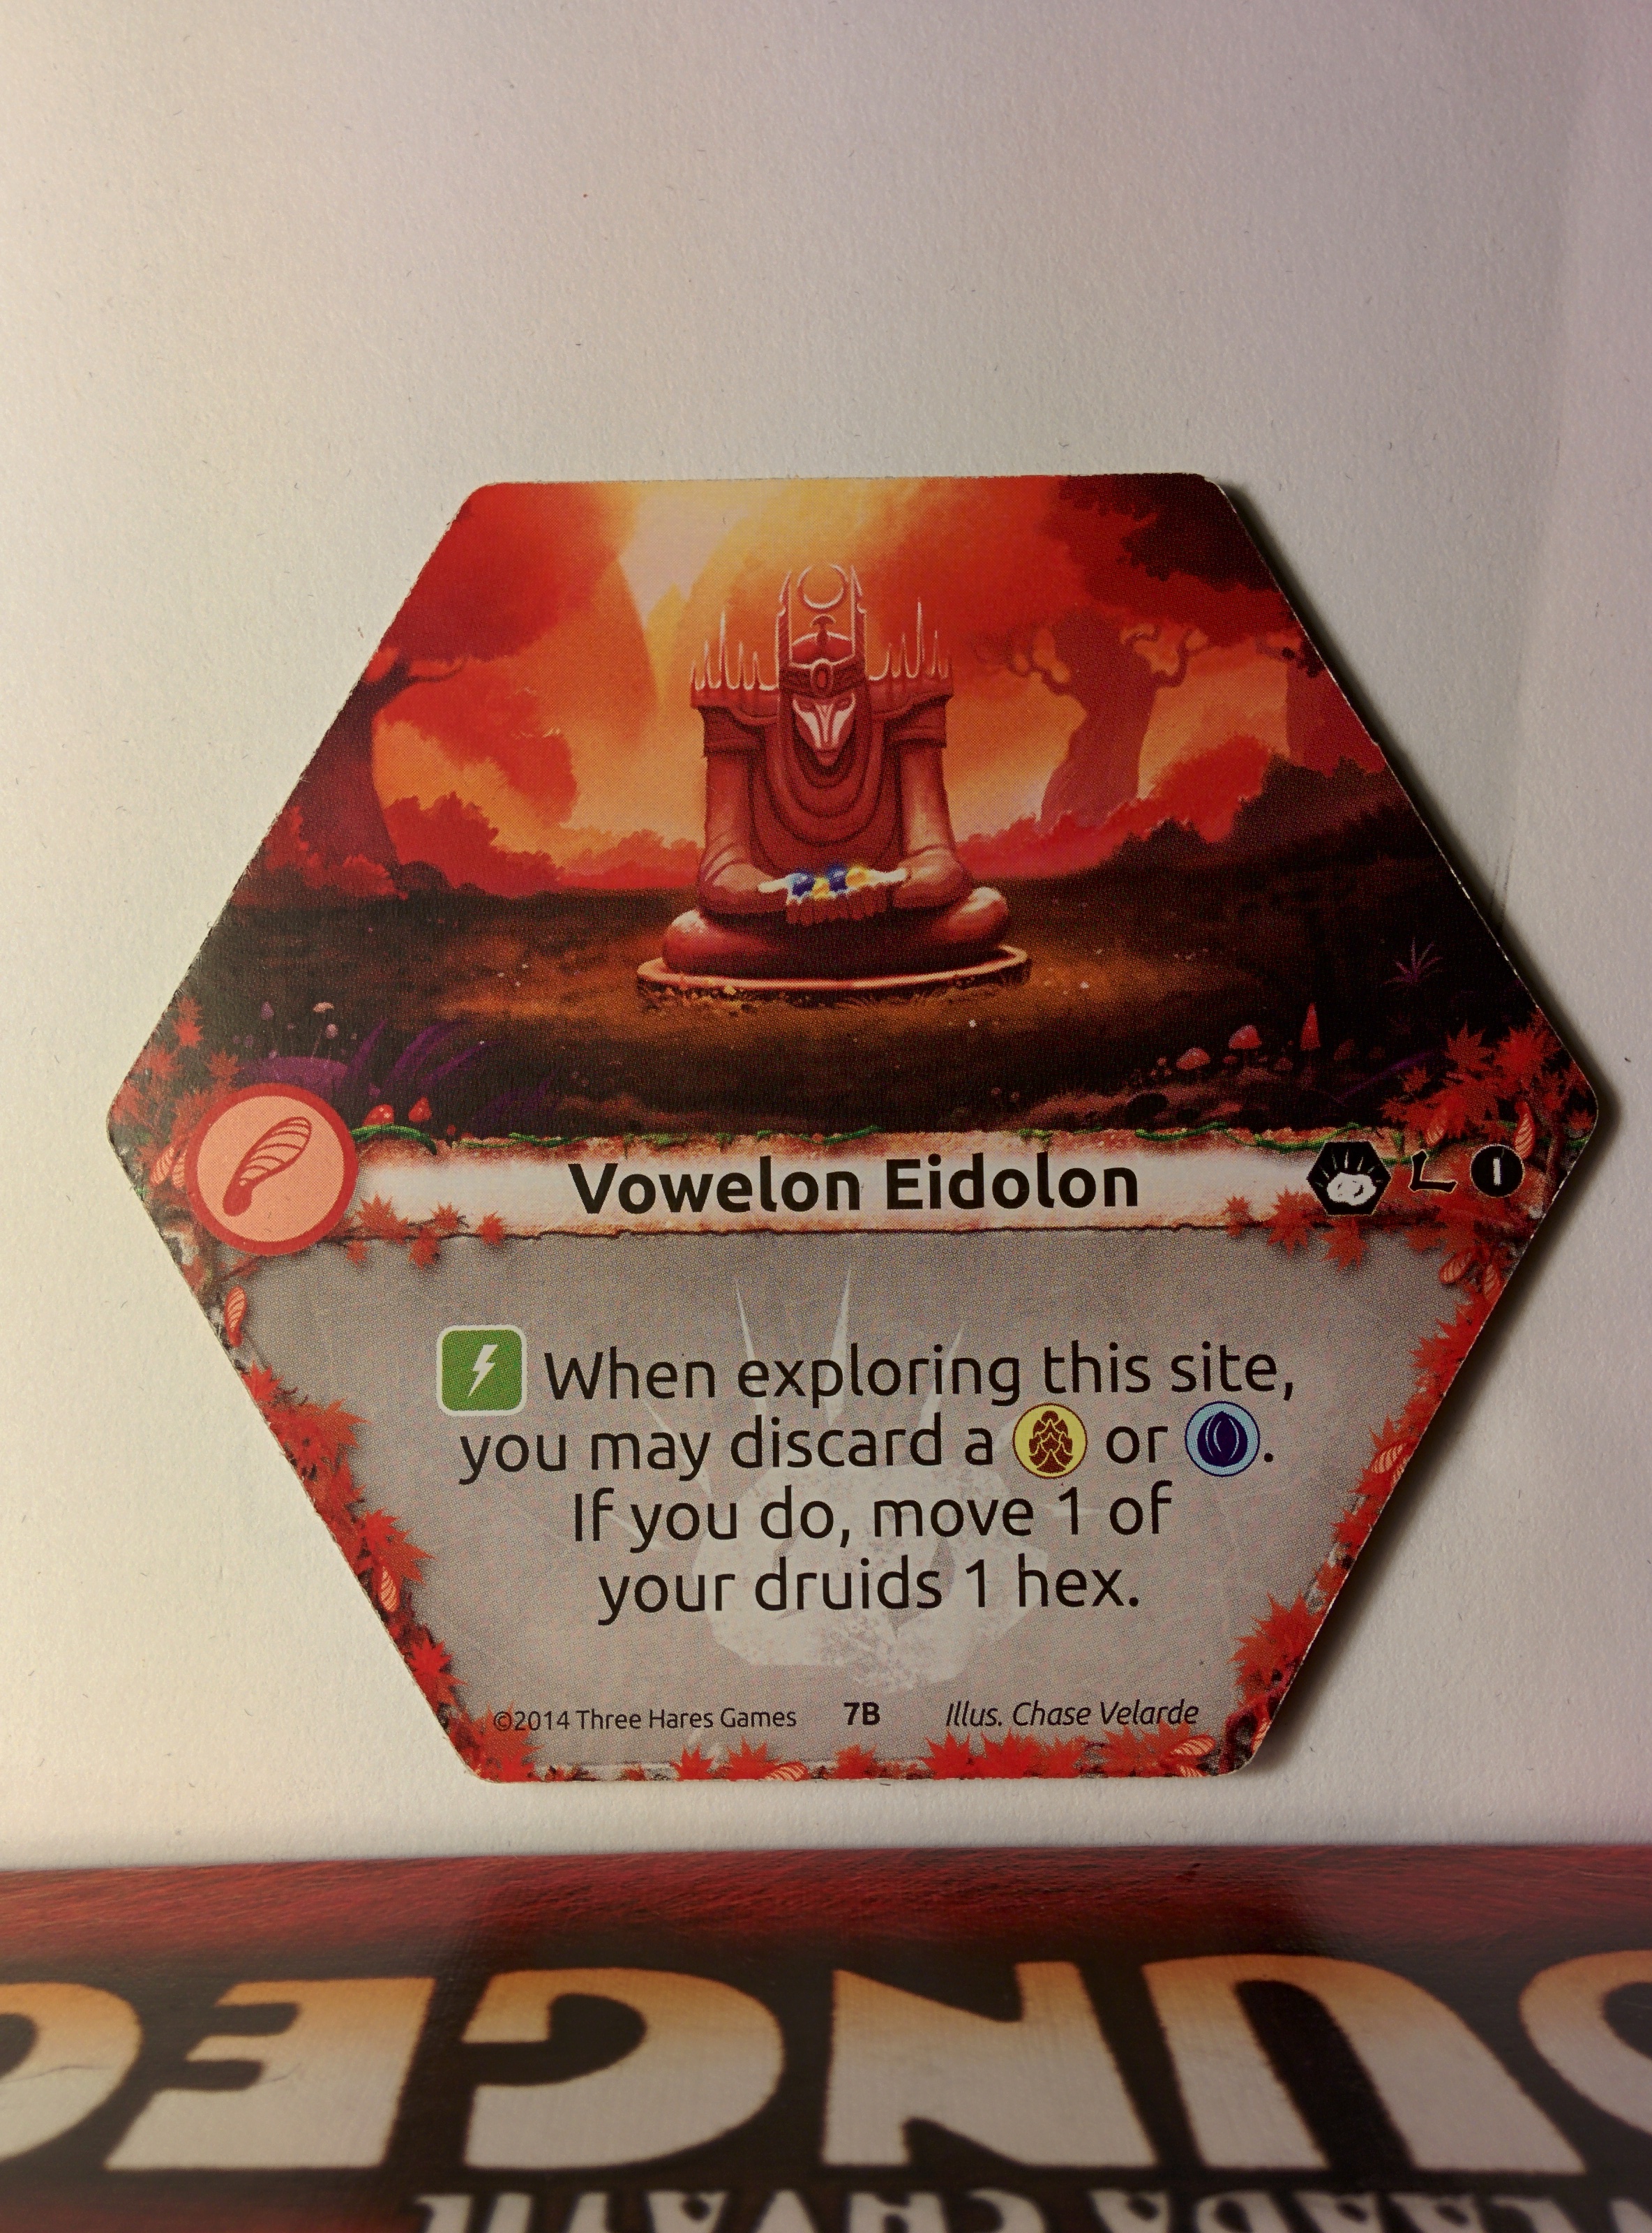 Vowelon Eidolon
When exploring this site,
you may discard a or .
If you do, move 1 of
your druids 1 hex.
©2014 Three Hares Games 7B Illus. Chase Velarde